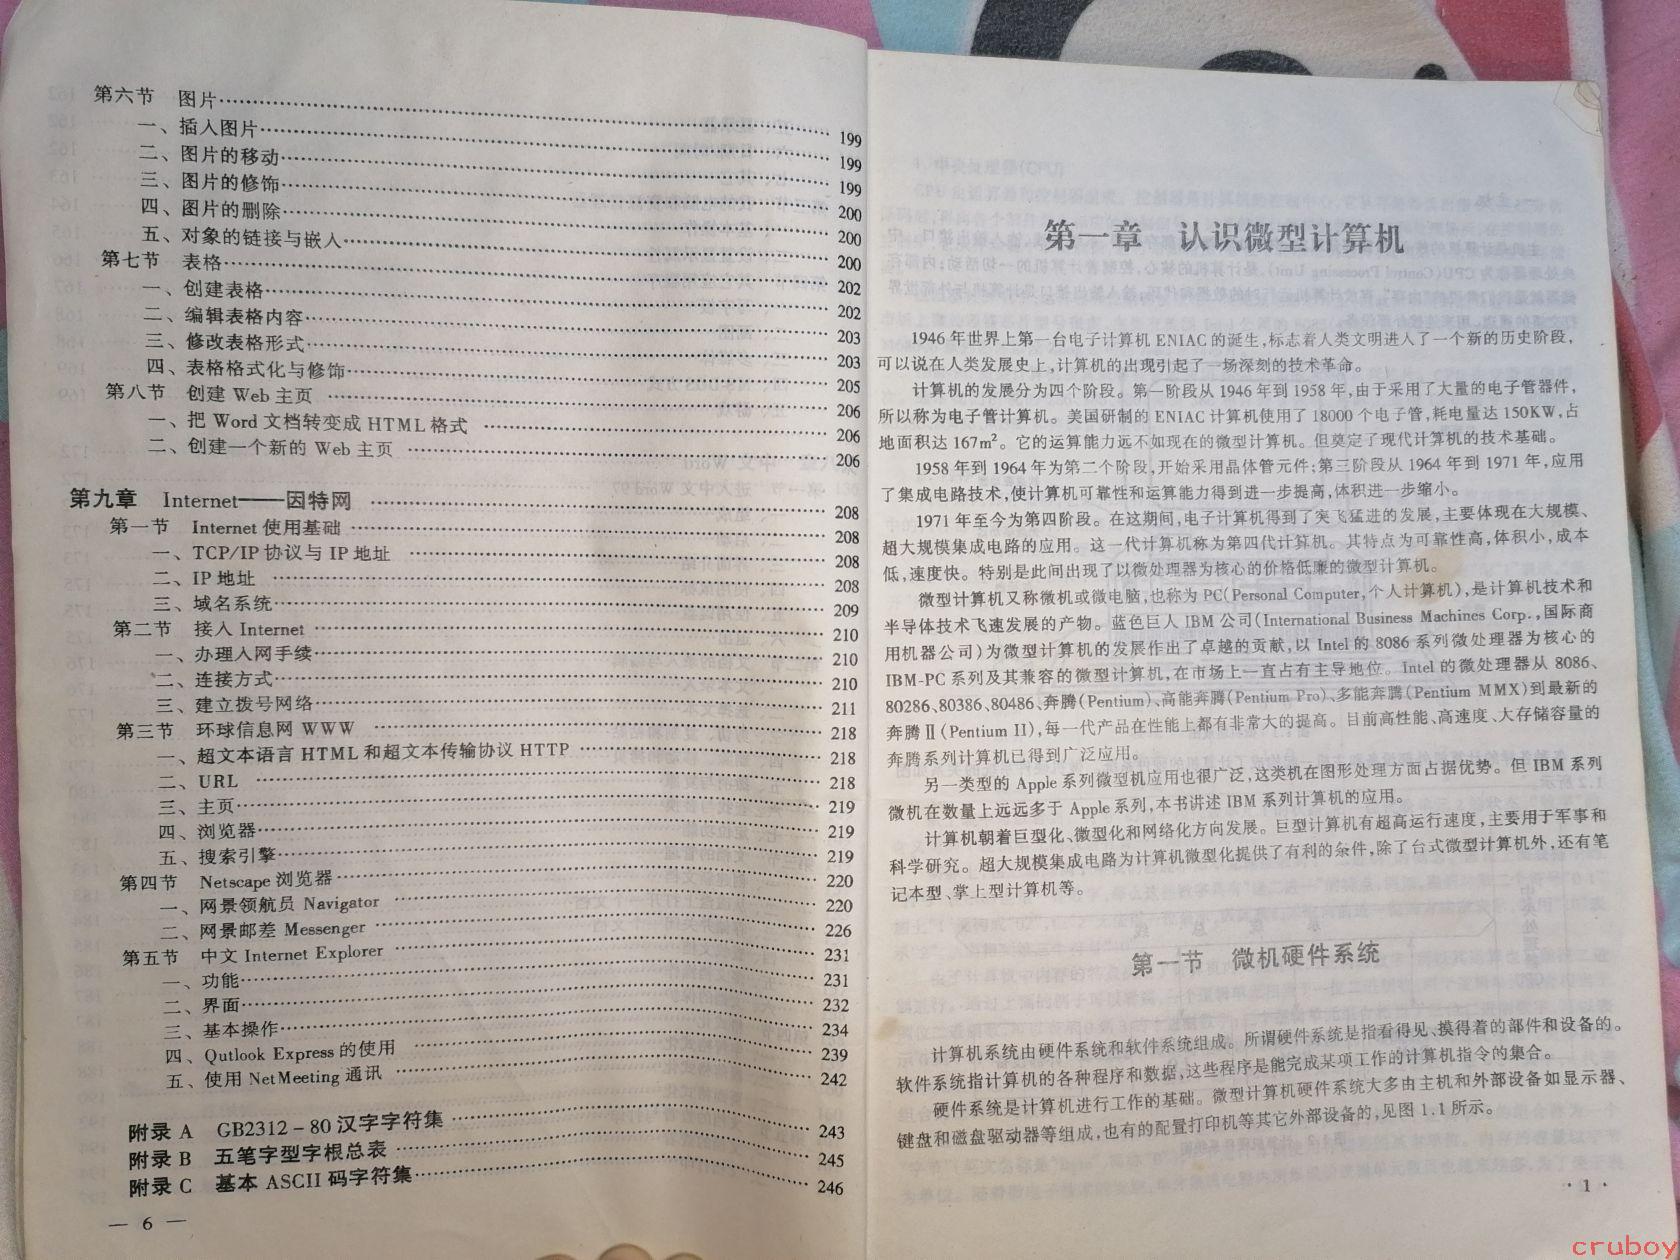 第六节 图片 199
一、插入图片 199
二、图片的移动 199
三、图片的修饰 200
四、图片的删除 200
五、对象的链接与嵌入 200
第七节 表格 202
一、创建表格 202
二、编辑表格内容 203
三、修改表格形式 203
四、表格格式化与修饰 205
第八节 创建 Web 主页 206
一、把 Word 文档转变成 HTML 格式 206
二、创建一个新的 Web 主页 206
第九章 Internet——因特网 208
第一节 Internet 使用基础 208
一、TCP/IP 协议与 IP 地址 208
二、IP 地址 208
三、域名系统 209
第二节 接入 Internet 210
一、办理入网手续 210
二、连接方式 210
三、建立拨号网络 211
第三节 环球信息网 WWW 218
一、超文本语言 HTML 和超文本传输协议 HTTP 218
二、URL 218
三、主页 219
四、浏览器 219
五、搜索引擎 219
第四节 Netscape 浏览器 220
一、网景领航员 Navigator 220
二、网景邮差 Messenger 226
第五节 中文 Internet Explorer 231
一、功能 231
二、界面 232
三、基本操作 234
四、Qutlook Express 的使用 239
五、使用 NetMeeting 通讯 242
附录 A GB2312－80 汉字字符集 243
附录 B 五笔字型字根总表 245
附录 C 基本 ASCII 码字符集 246
— 6 —
第一章 认识微型计算机
1946 年世界上第一台电子计算机 ENIAC 的诞生,标志着人类文明进入了一个新的历史阶段,
可以说在人类发展史上,计算机的出现引起了一场深刻的技术革命。
计算机的发展分为四个阶段。第一阶段从 1946 年到 1958 年,由于采用了大量的电子管器件,
所以称为电子管计算机。美国研制的 ENIAC 计算机使用了 18000 个电子管,耗电量达 150KW,占
地面积达 167m²。它的运算能力远不如现在的微型计算机。但奠定了现代计算机的技术基础。
1958 年到 1964 年为第二个阶段,开始采用晶体管元件;第三阶段从 1964 年到 1971 年,应用
了集成电路技术,使计算机可靠性和运算能力得到进一步提高,体积进一步缩小。
1971 年至今为第四阶段。在这期间,电子计算机得到了突飞猛进的发展,主要体现在大规模、
超大规模集成电路的应用。这一代计算机称为第四代计算机。其特点为可靠性高,体积小,成本
低,速度快。特别是此间出现了以微处理器为核心的价格低廉的微型计算机。
微型计算机又称微机或微电脑,也称为 PC(Personal Computer,个人计算机),是计算机技术和
半导体技术飞速发展的产物。蓝色巨人 IBM 公司(International Business Machines Corp.,国际商
用机器公司)为微型计算机的发展作出了卓越的贡献,以 Intel 的 8086 系列微处理器为核心的
IBM-PC 系列及其兼容的微型计算机,在市场上一直占有主导地位。Intel 的微处理器从 8086、
80286、80386、80486、奔腾(Pentium)、高能奔腾(Pentium Pro)、多能奔腾(Pentium MMX)到最新的
奔腾Ⅱ(Pentium II),每一代产品在性能上都有非常大的提高。目前高性能、高速度、大存储容量的
奔腾系列计算机已得到广泛应用。
另一类型的 Apple 系列微型机应用也很广泛,这类机在图形处理方面占据优势。但 IBM 系列
微机在数量上远远多于 Apple 系列,本书讲述 IBM 系列计算机的应用。
计算机朝着巨型化、微型化和网络化方向发展。巨型计算机有超高运行速度,主要用于军事和
科学研究。超大规模集成电路为计算机微型化提供了有利的条件,除了台式微型计算机外,还有笔
记本型、掌上型计算机等。
第一节 微机硬件系统
计算机系统由硬件系统和软件系统组成。所谓硬件系统是指看得见、摸得着的部件和设备的。
软件系统指计算机的各种程序和数据,这些程序是能完成某项工作的计算机指令的集合。
硬件系统是计算机进行工作的基础。微型计算机硬件系统大多由主机和外部设备如显示器、
键盘和磁盘驱动器等组成,也有的配置打印机等其它外部设备的,见图 1.1 所示。
· 1 ·
cruboy